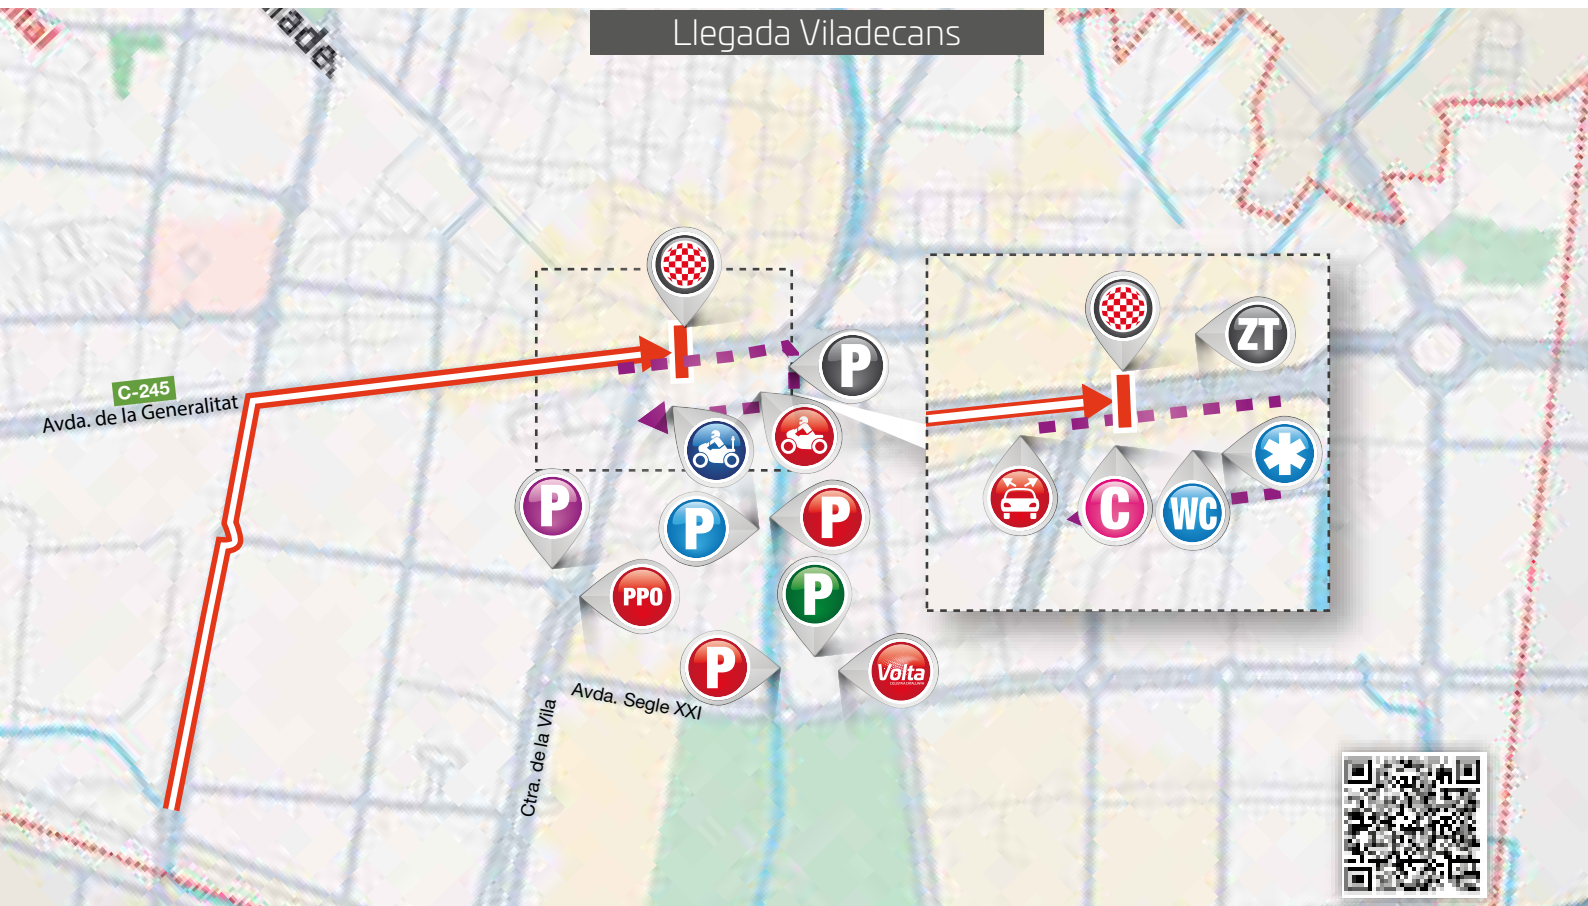 Llegada Viladecans
C-245
Avda. de la Generalitat
P
ZT
C
WC
P
P
P
PPO
P
P
Volta
Avda. Segle XXI
Ctra. de la Vila